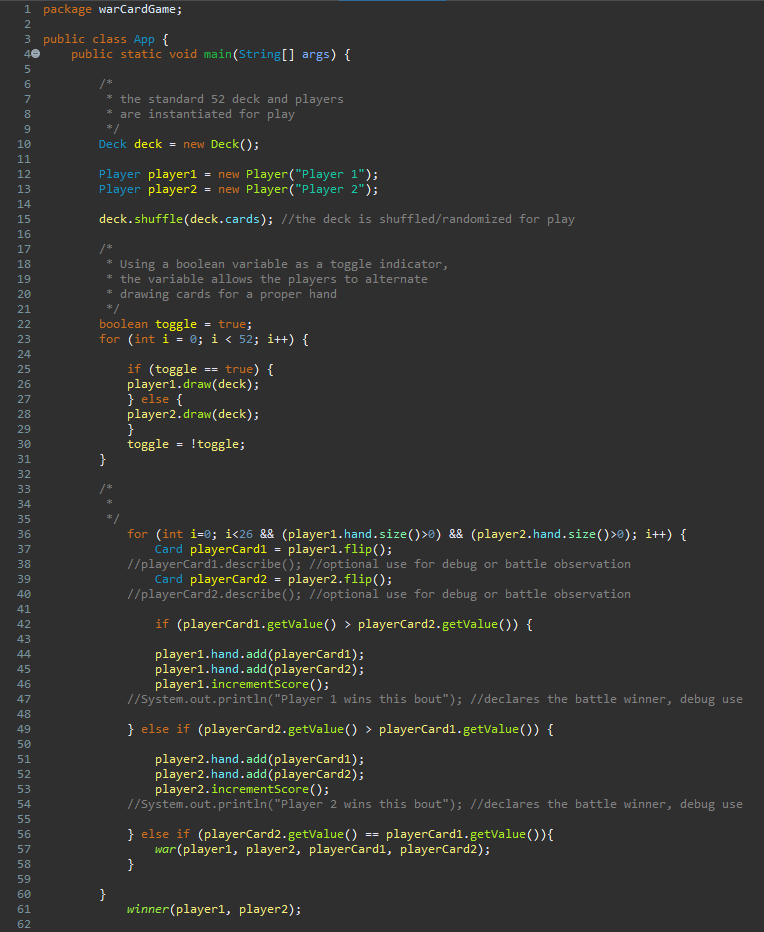 1 package warCardGame;
2
3 public class App {
4 public static void main(String[] args) {
5
6 /*
7 * the standard 52 deck and players
8 * are instantiated for play
9 */
10 Deck deck = new Deck();
11
12 Player player1 = new Player("Player 1");
13 Player player2 = new Player("Player 2");
14
15 deck.shuffle(deck.cards); //the deck is shuffled/randomized for play
16
17 /*
18 * Using a boolean variable as a toggle indicator,
19 * the variable allows the players to alternate
20 * drawing cards for a proper hand
21 */
22 boolean toggle = true;
23 for (int i = 0; i < 52; i++) {
24
25 if (toggle == true) {
26 player1.draw(deck);
27 } else {
28 player2.draw(deck);
29 }
30 toggle = !toggle;
31 }
32
33 /*
34 *
35 */
36 for (int i=0; i<26 && (player1.hand.size()>0) && (player2.hand.size()>0); i++) {
37 Card playerCard1 = player1.flip();
38 //playerCard1.describe(); //optional use for debug or battle observation
39 Card playerCard2 = player2.flip();
40 //playerCard2.describe(); //optional use for debug or battle observation
41
42 if (playerCard1.getValue() > playerCard2.getValue()) {
43
44 player1.hand.add(playerCard1);
45 player1.hand.add(playerCard2);
46 player1.incrementScore();
47 //System.out.println("Player 1 wins this bout"); //declares the battle winner, debug use
48
49 } else if (playerCard2.getValue() > playerCard1.getValue()) {
50
51 player2.hand.add(playerCard1);
52 player2.hand.add(playerCard2);
53 player2.incrementScore();
54 //System.out.println("Player 2 wins this bout"); //declares the battle winner, debug use
55
56 } else if (playerCard2.getValue() == playerCard1.getValue()){
57 war(player1, player2, playerCard1, playerCard2);
58 }
59
60 }
61 winner(player1, player2);
62